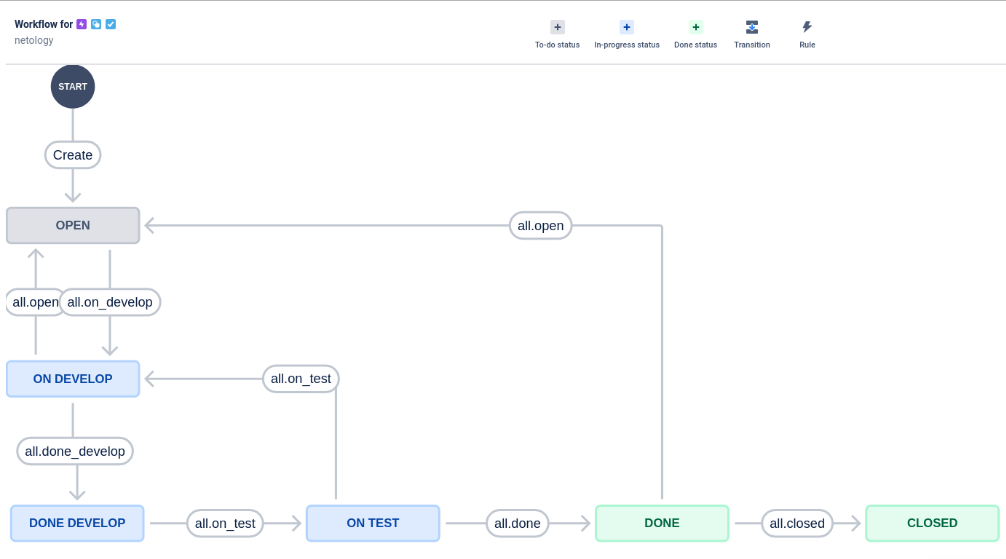 Workflow for
netology
To-do status
In-progress status
Done status
Transition
Rule
START
Create
OPEN
all.open
all.open
all.on_develop
ON DEVELOP
all.on_test
all.done_develop
DONE DEVELOP
all.on_test
ON TEST
all.done
DONE
all.closed
CLOSED